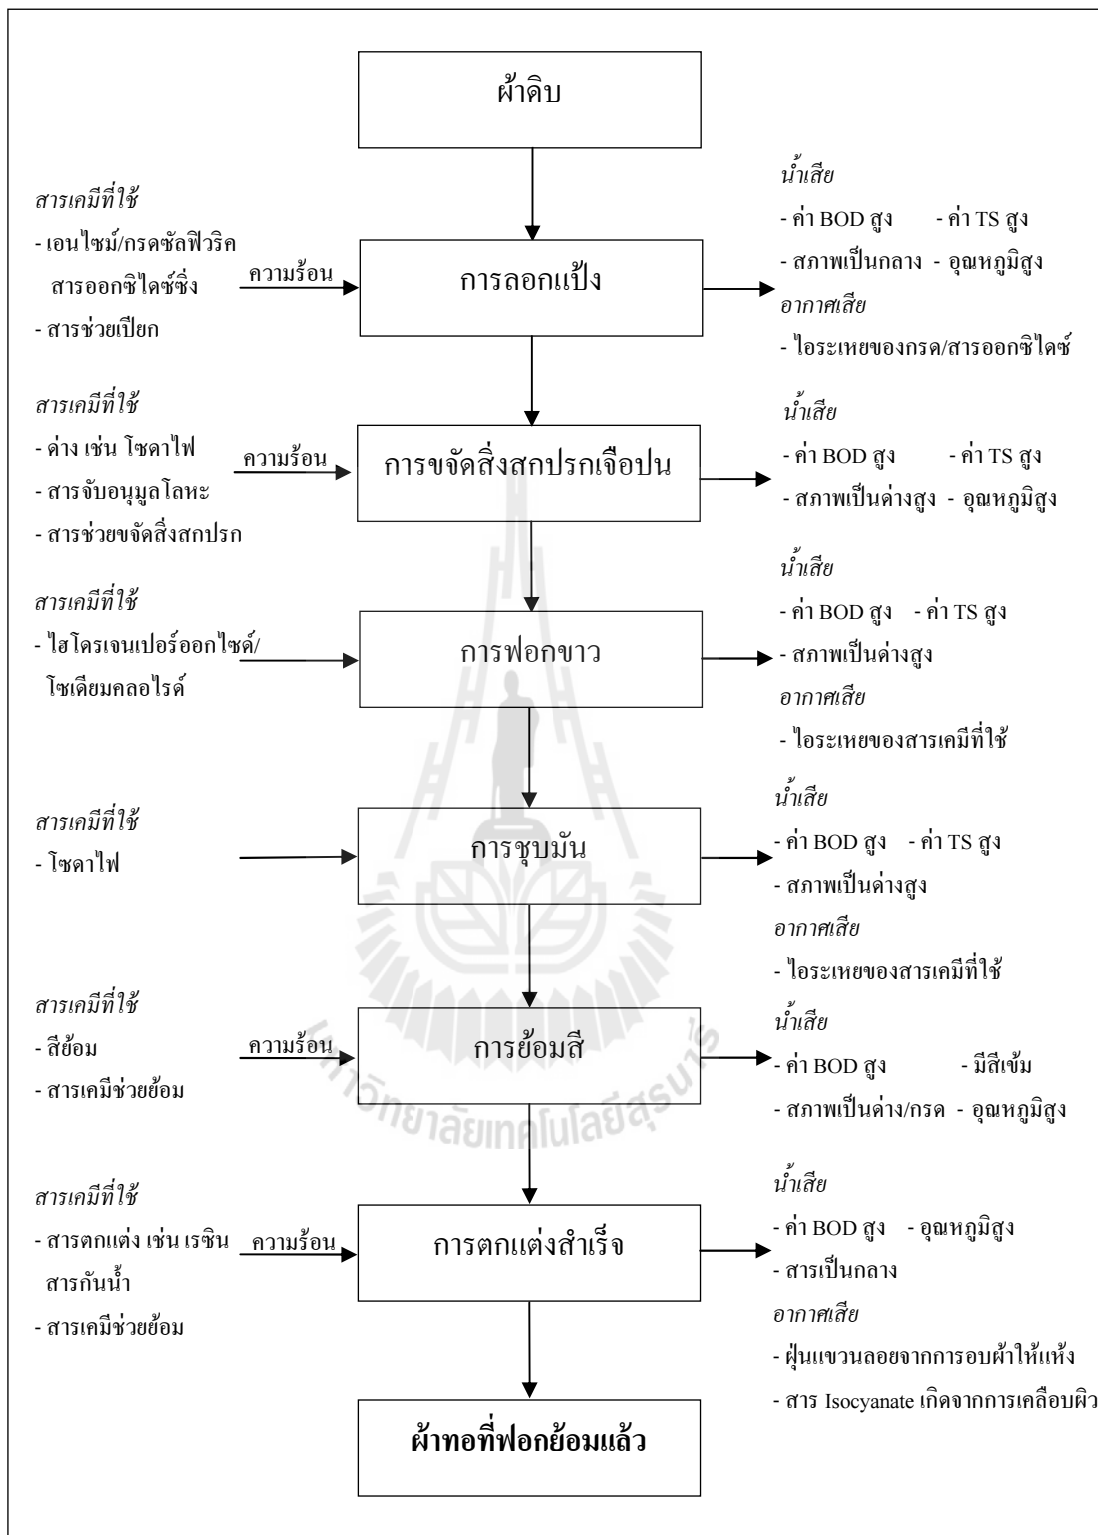 ผ้าดิบ
สารเคมีที่ใช้
- เอนไซม์/กรดซัลฟิวริค
สารออกซิไดซ์ซิ่ง
- สารช่วยเปียก
ความร้อน
การลอกแป้ง
น้ำเสีย
- ค่า BOD สูง - ค่า TS สูง
- สภาพเป็นกลาง - อุณหภูมิสูง
อากาศเสีย
- ไอระเหยของกรด/สารออกซิไดซ์
สารเคมีที่ใช้
- ด่าง เช่น โซดาไฟ
- สารจับอนุมูลโลหะ
- สารช่วยขจัดสิ่งสกปรก
ความร้อน
การขจัดสิ่งสกปรกเจือปน
น้ำเสีย
- ค่า BOD สูง - ค่า TS สูง
- สภาพเป็นด่างสูง - อุณหภูมิสูง
สารเคมีที่ใช้
- ไฮโดรเจนเปอร์ออกไซด์/
โซเดียมคลอไรด์
การฟอกขาว
น้ำเสีย
- ค่า BOD สูง - ค่า TS สูง
- สภาพเป็นด่างสูง
อากาศเสีย
- ไอระเหยของสารเคมีที่ใช้
สารเคมีที่ใช้
- โซดาไฟ
การชุบมัน
น้ำเสีย
- ค่า BOD สูง - ค่า TS สูง
- สภาพเป็นด่างสูง
อากาศเสีย
- ไอระเหยของสารเคมีที่ใช้
สารเคมีที่ใช้
- สีย้อม
- สารเคมีช่วยย้อม
ความร้อน
การย้อมสี
น้ำเสีย
- ค่า BOD สูง - มีสีเข้ม
- สภาพเป็นด่าง/กรด - อุณหภูมิสูง
มหาวิทยาลัยเทคโนโลยีสุรนารี
สารเคมีที่ใช้
- สารตกแต่ง เช่น เรซิน
สารกันน้ำ
- สารเคมีช่วยย้อม
ความร้อน
การตกแต่งสำเร็จ
น้ำเสีย
- ค่า BOD สูง - อุณหภูมิสูง
- สารเป็นกลาง
อากาศเสีย
- ฝุ่นแขวนลอยจากการอบผ้าให้แห้ง
- สาร Isocyanate เกิดจากการเคลือบผิว
ผ้าทอที่ฟอกย้อมแล้ว